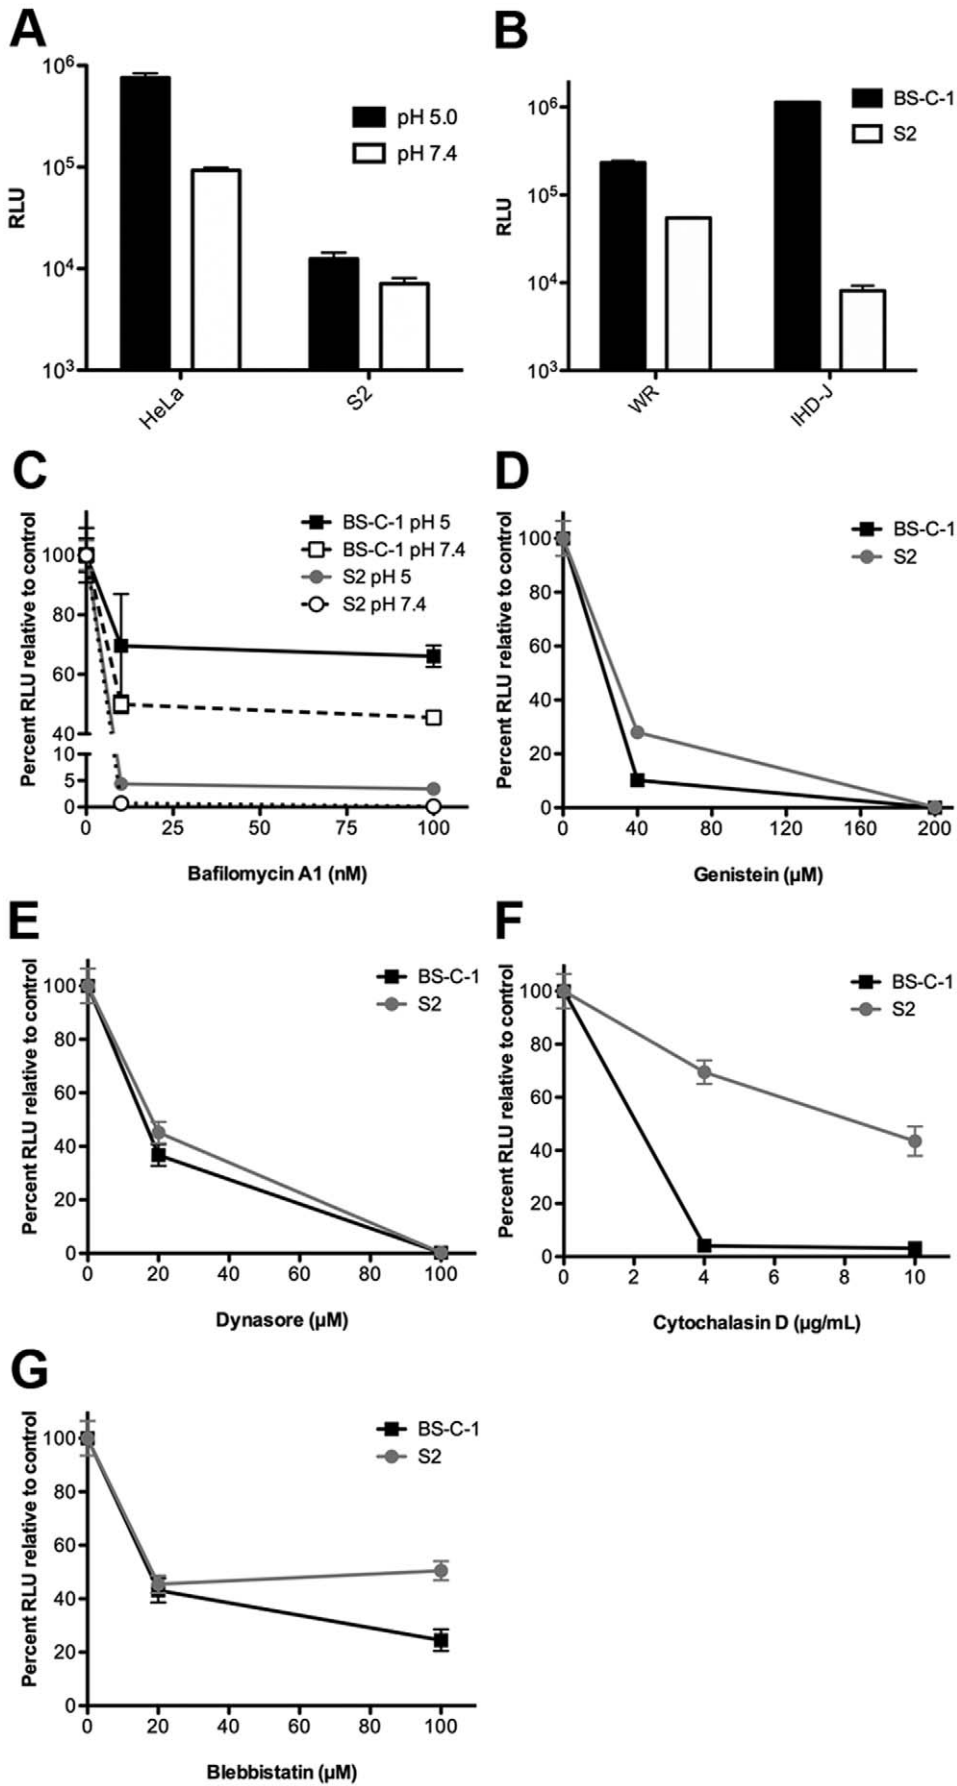 A
10⁶
10⁵
10⁴
10³
RLU
pH 5.0
pH 7.4
HeLa
S2
B
10⁶
10⁵
10⁴
10³
RLU
BS-C-1
S2
WR
IHD-J
C
Percent RLU relative to control
100
80
60
40
10
5
0
BS-C-1 pH 5
BS-C-1 pH 7.4
S2 pH 5
S2 pH 7.4
0 25 50 75 100
Bafilomycin A1 (nM)
D
Percent RLU relative to control
100
80
60
40
20
0
BS-C-1
S2
0 40 80 120 160 200
Genistein (µM)
E
Percent RLU relative to control
100
80
60
40
20
0
BS-C-1
S2
0 20 40 60 80 100
Dynasore (µM)
F
Percent RLU relative to control
100
80
60
40
20
0
BS-C-1
S2
0 2 4 6 8 10
Cytochalasin D (µg/mL)
G
Percent RLU relative to control
100
80
60
40
20
0
BS-C-1
S2
0 20 40 60 80 100
Blebbistatin (µM)